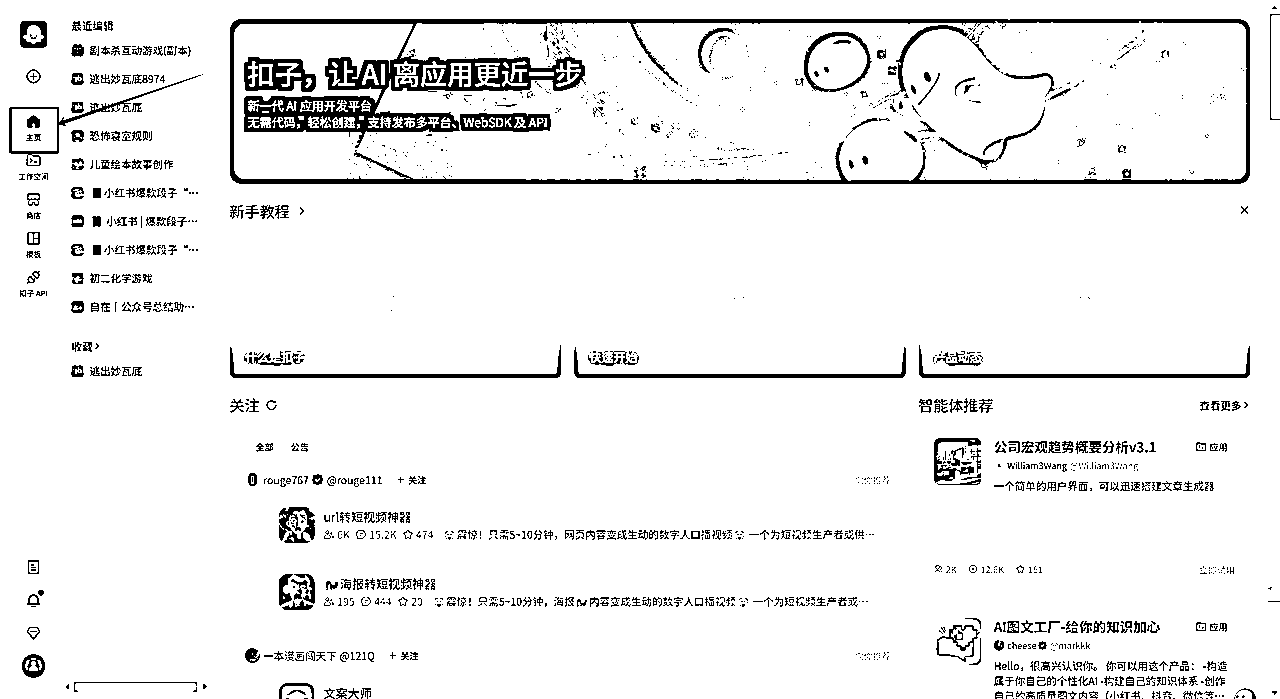 最近编辑
剧本杀互动游戏(副本)
逃出妙瓦底8974
逃出妙瓦底
恐怖寝室规则
儿童绘本故事创作
小红书爆款段子 "…
小红书 | 爆款段子…
小红书爆款段子 "…
初二化学游戏
自在「公众号总结助…
收藏 >
逃出妙瓦底
主页
工作空间
商店
模板
扣子 API
扣子，让 AI 离应用更近一步
新一代 AI 应用开发平台
无需代码，轻松创建，支持发布多平台、WebSDK 及 API
新手教程 >
什么是扣子
快速开始
产品动态
关注
全部 公告
rouge767 @rouge111 + 关注
url转短视频神器
6K 15.2K 474 震惊！只需5~10分钟，网页内容变成生动的数字人口播视频 一个为短视频生产者或供…
海报转短视频神器
195 444 20 震惊！只需5~10分钟，海报内容变成生动的数字人口播视频 一个为短视频生产者或…
一本漫画闯天下 @121Q + 关注
文案大师
智能体推荐
查看更多 >
公司宏观趋势概要分析v3.1 应用
William3Wang @William3Wang
一个简单的用户界面，可以迅速搭建文章生成器
2K 12.6K 151
AI图文工厂-给你的知识加心 应用
cheese @markkk
Hello，很高兴认识你。 你可以用这个产品： -构造
属于你自己的个性化AI -构建自己的知识体系 -创作
自己的高质量图文内容（小红书、抖音、微信等…